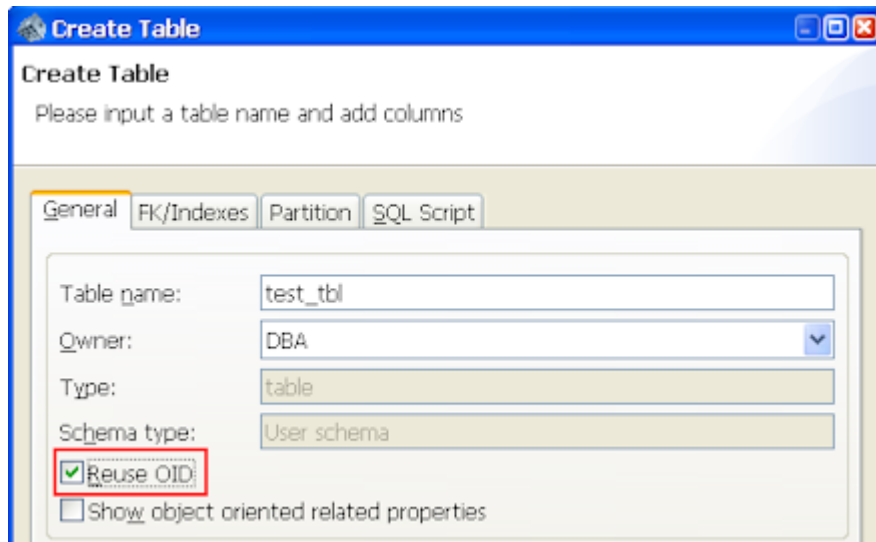 Create Table
Create Table
Please input a table name and add columns
General FK/Indexes Partition SQL Script
Table name: test_tbl
Owner: DBA
Type: table
Schema type: User schema
Reuse OID
Show object oriented related properties